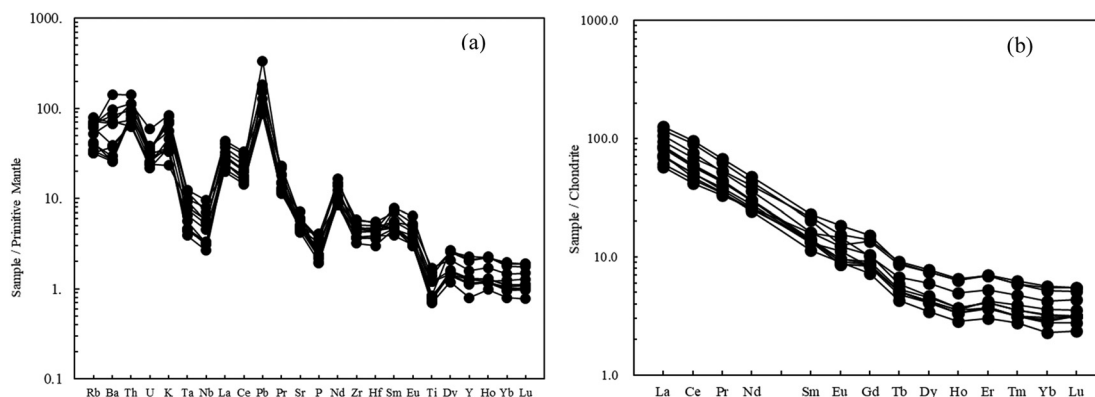 (a)
1000.
100.
10.
1.
0.1
Sample / Primitive Mantle
Rb Ba Th U K Ta Nb La Ce Pb Pr Sr P Nd Zr Hf Sm Eu Ti Dy Y Ho Yb Lu
(b)
1000.0
100.0
10.0
1.0
Sample / Chondrite
La Ce Pr Nd Sm Eu Gd Tb Dy Ho Er Tm Yb Lu